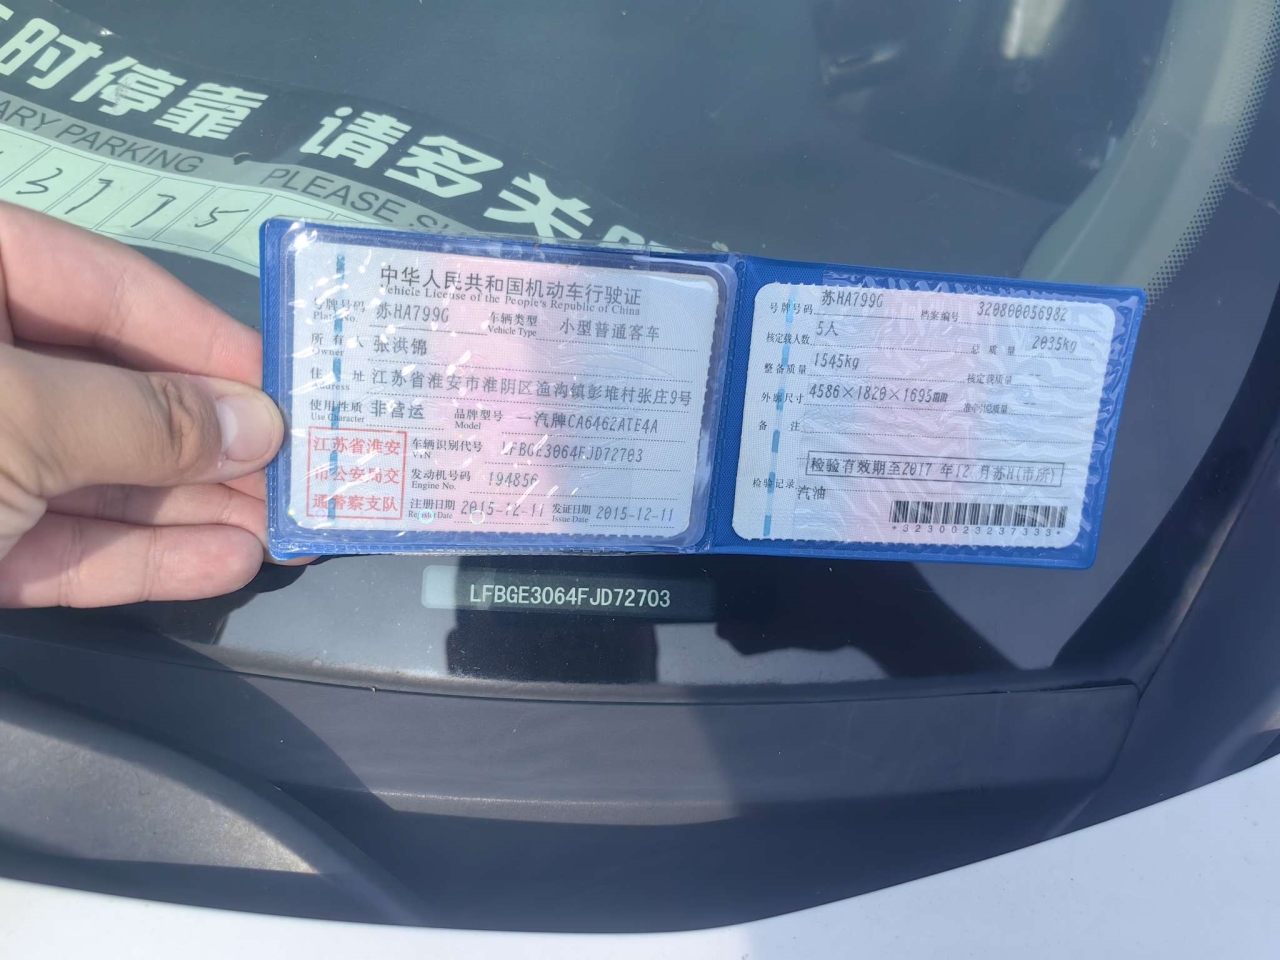 时停靠 请多关
ARY PARKING PLEASE
3775
中华人民共和国机动车行驶证
Vehicle License of the People's Republic of China
号牌号码 苏HA799G 车辆类型 小型普通客车
Plate No. Vehicle Type
所有人 张洪锦
Owner
住址 江苏省淮安市淮阴区渔沟镇彭堆村张庄9号
Address
使用性质 非营运 品牌型号 一汽牌CA6462ATE4A
Use Character Model
江苏省淮安
市公安局交
通警察支队
车辆识别代号 LFBGE3064FJD72703
VIN
发动机号码 194856
Engine No.
注册日期 2015-12-11 发证日期 2015-12-11
Register Date Issue Date
号牌号码 苏HA799G 档案编号 320800056982
核定载人数 5人 总质量 2035kg
整备质量 1545kg 核定载质量 --
外廓尺寸 4586×1820×1695mm 准牵引总质量
备注
检验有效期至2017年12月苏H(市所)
检验记录 汽油
*3230023237333*
LFBGE3064FJD72703